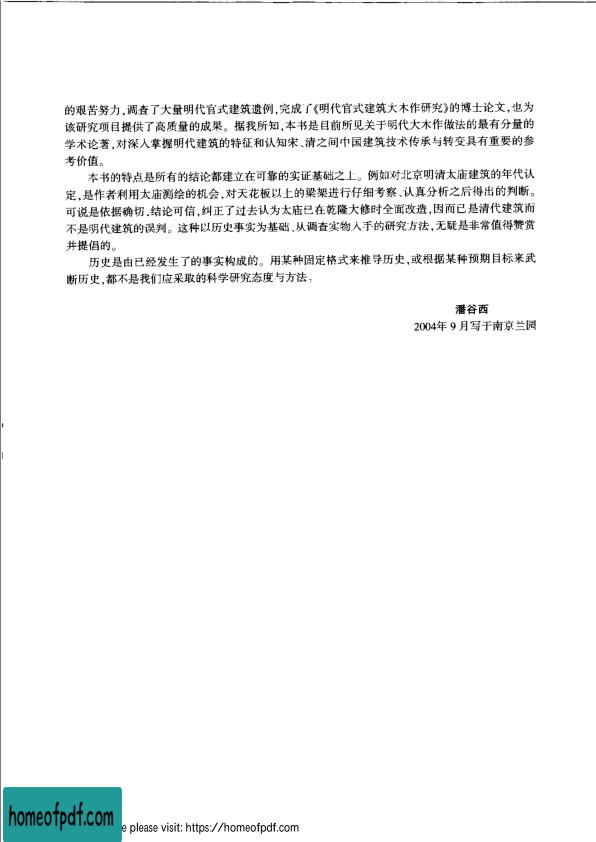 的艰苦努力,调查了大量明代官式建筑遗例,完成了《明代官式建筑大木作研究》的博士论文,也为
该研究项目提供了高质量的成果。据我所知,本书是目前所见关于明代大木作做法的最有分量的
学术论著,对深入掌握明代建筑的特征和认知宋、清之间中国建筑技术传承与转变具有重要的参
考价值。
本书的特点是所有的结论都建立在可靠的实证基础之上。例如对北京明清太庙建筑的年代认
定,是作者利用太庙测绘的机会,对天花板以上的梁架进行仔细考察、认真分析之后得出的判断。
可说是依据确切,结论可信,纠正了过去认为太庙已在乾隆大修时全面改造,因而已是清代建筑而
不是明代建筑的误判。这种以历史事实为基础、从调查实物入手的研究方法,无疑是非常值得赞赏
并提倡的。
历史是由已经发生了的事实构成的。用某种固定格式来推导历史,或根据某种预期目标来武
断历史,都不是我们应采取的科学研究态度与方法。
潘谷西
2004年9月写于南京兰园
homeofpdf.com
e please visit: https://homeofpdf.com